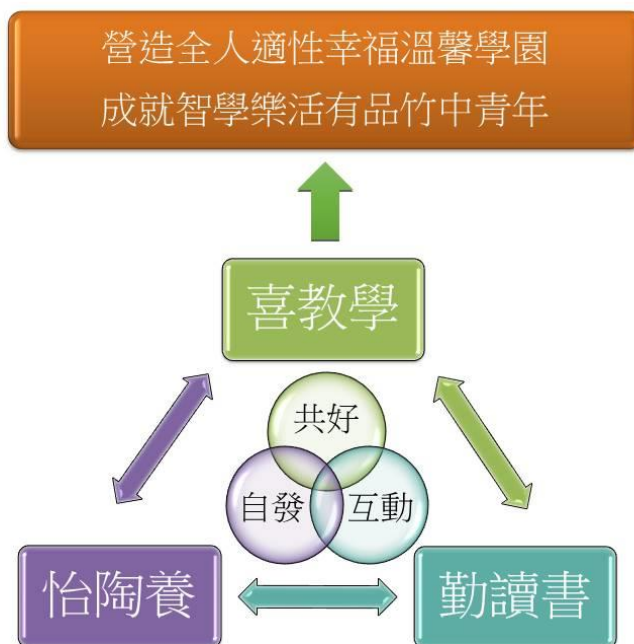 營造全人適性幸福溫馨學園
成就智學樂活有品竹中青年
喜教學
共好
自發
互動
怡陶養
勤讀書